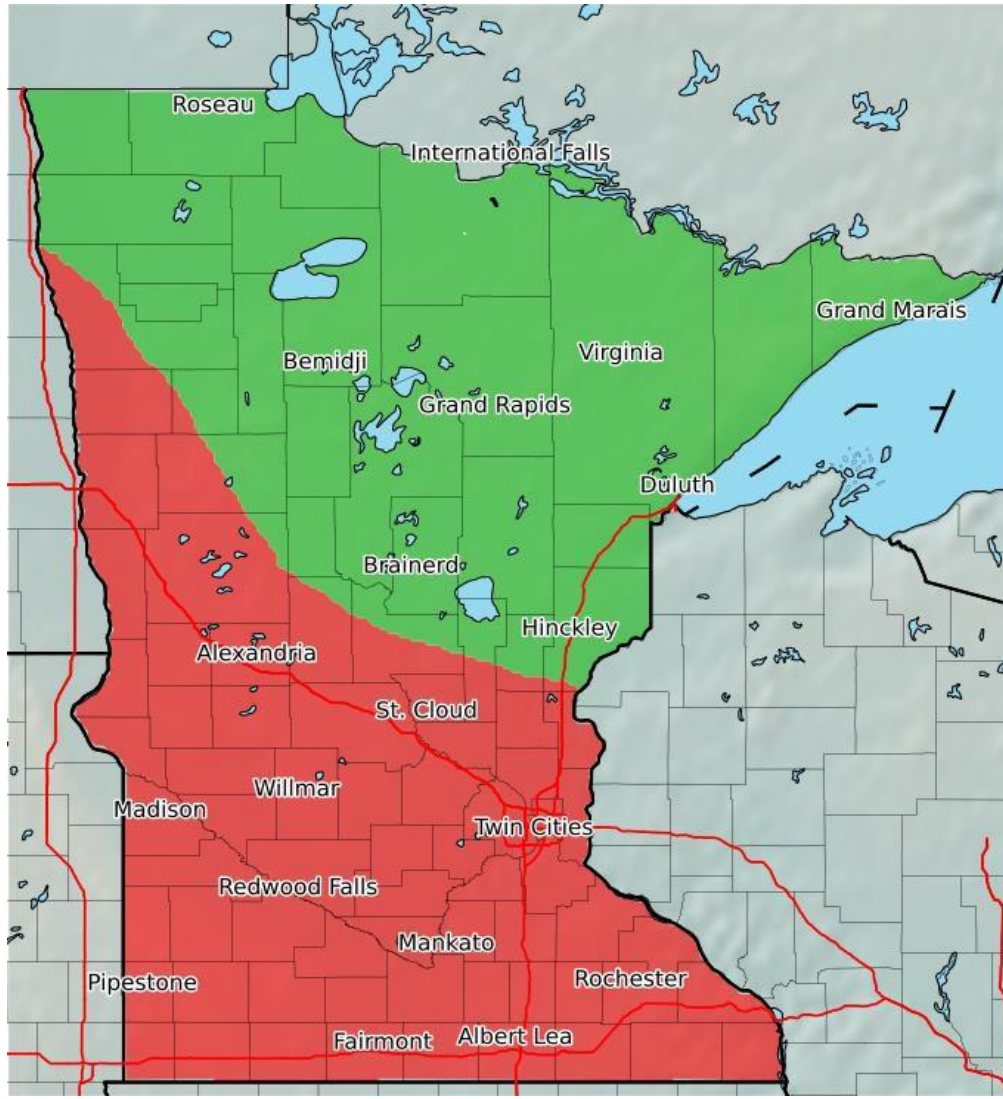 Roseau
International Falls
Grand Marais
Virginia
Bemidji
Grand Rapids
Duluth
Brainerd
Hinckley
Alexandria
St. Cloud
Willmar
Madison
Twin Cities
Redwood Falls
Mankato
Rochester
Pipestone
Albert Lea
Fairmont